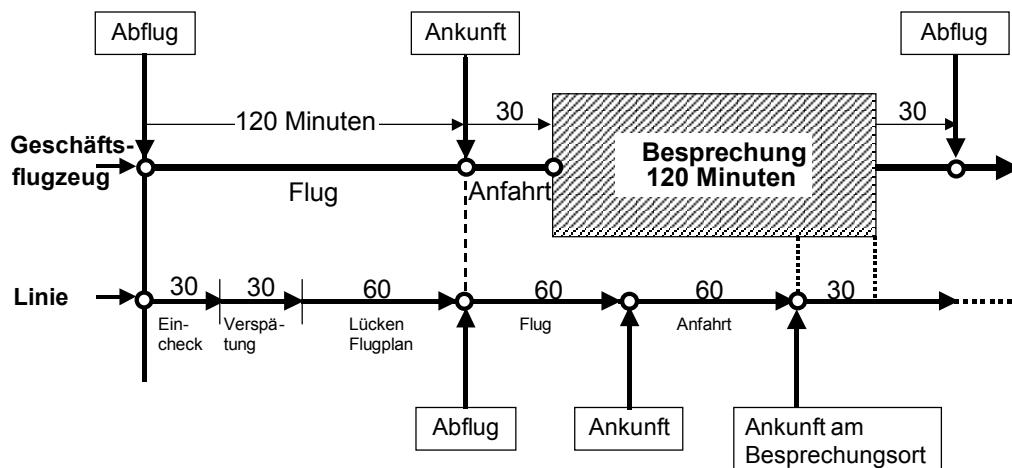 Abflug
Ankunft
Abflug
120 Minuten
30
30
Geschäfts-
flugzeug
Besprechung
120 Minuten
Flug
Anfahrt
Linie
30
30
60
60
60
30
Ein-
check
Verspä-
tung
Lücken
Flugplan
Flug
Anfahrt
Abflug
Ankunft
Ankunft am
Besprechungsort